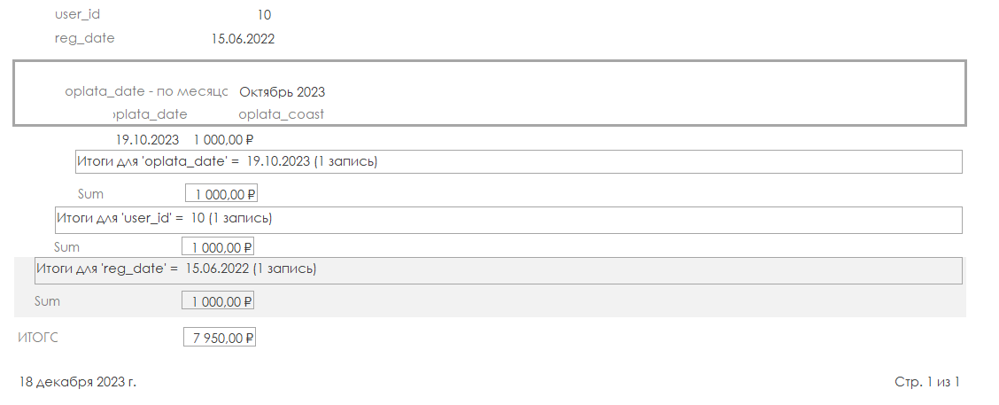 user_id 10
reg_date 15.06.2022
oplata_date - по месяцс Октябрь 2023
oplata_date oplata_coast
19.10.2023 1 000,00 ₽
Итоги для 'oplata_date' = 19.10.2023 (1 запись)
Sum 1 000,00 ₽
Итоги для 'user_id' = 10 (1 запись)
Sum 1 000,00 ₽
Итоги для 'reg_date' = 15.06.2022 (1 запись)
Sum 1 000,00 ₽
ИТОГС 7 950,00 ₽
18 декабря 2023 г. Стр. 1 из 1